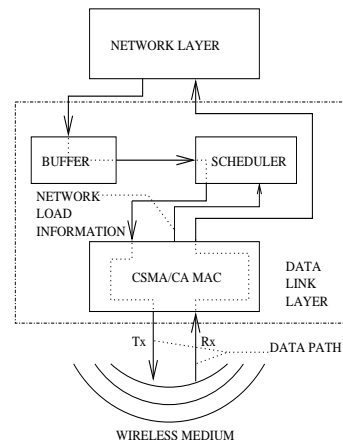 NETWORK LAYER
BUFFER
SCHEDULER
NETWORK
LOAD
INFORMATION
CSMA/CA MAC
DATA
LINK
LAYER
Tx
Rx
DATA PATH
WIRELESS MEDIUM